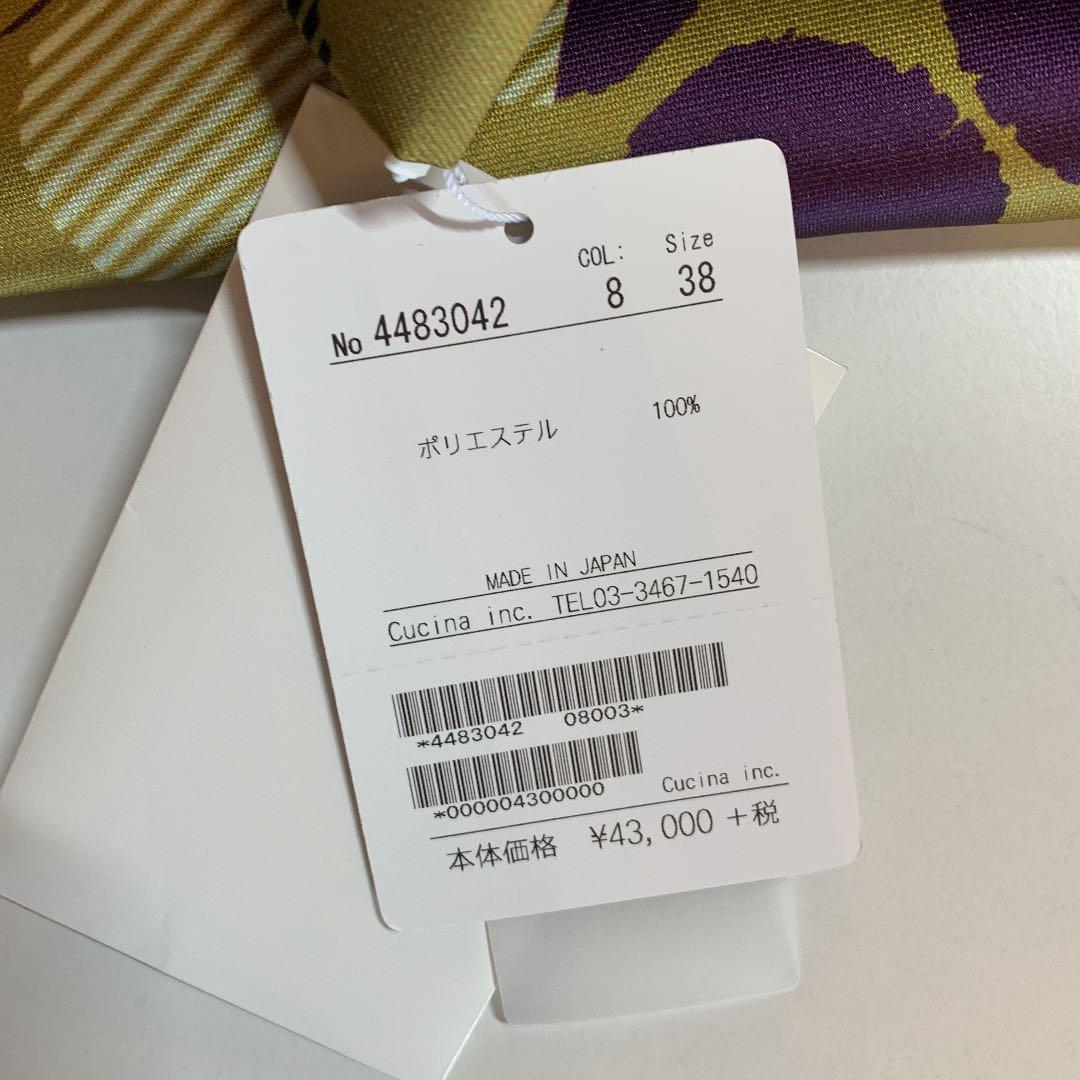 COL: Size
No 4483042 8 38
ポリエステル 100%
MADE IN JAPAN
Cucina inc. TEL03-3467-1540
*4483042 08003*
*000004300000
Cucina inc.
本体価格 ¥43,000 +税